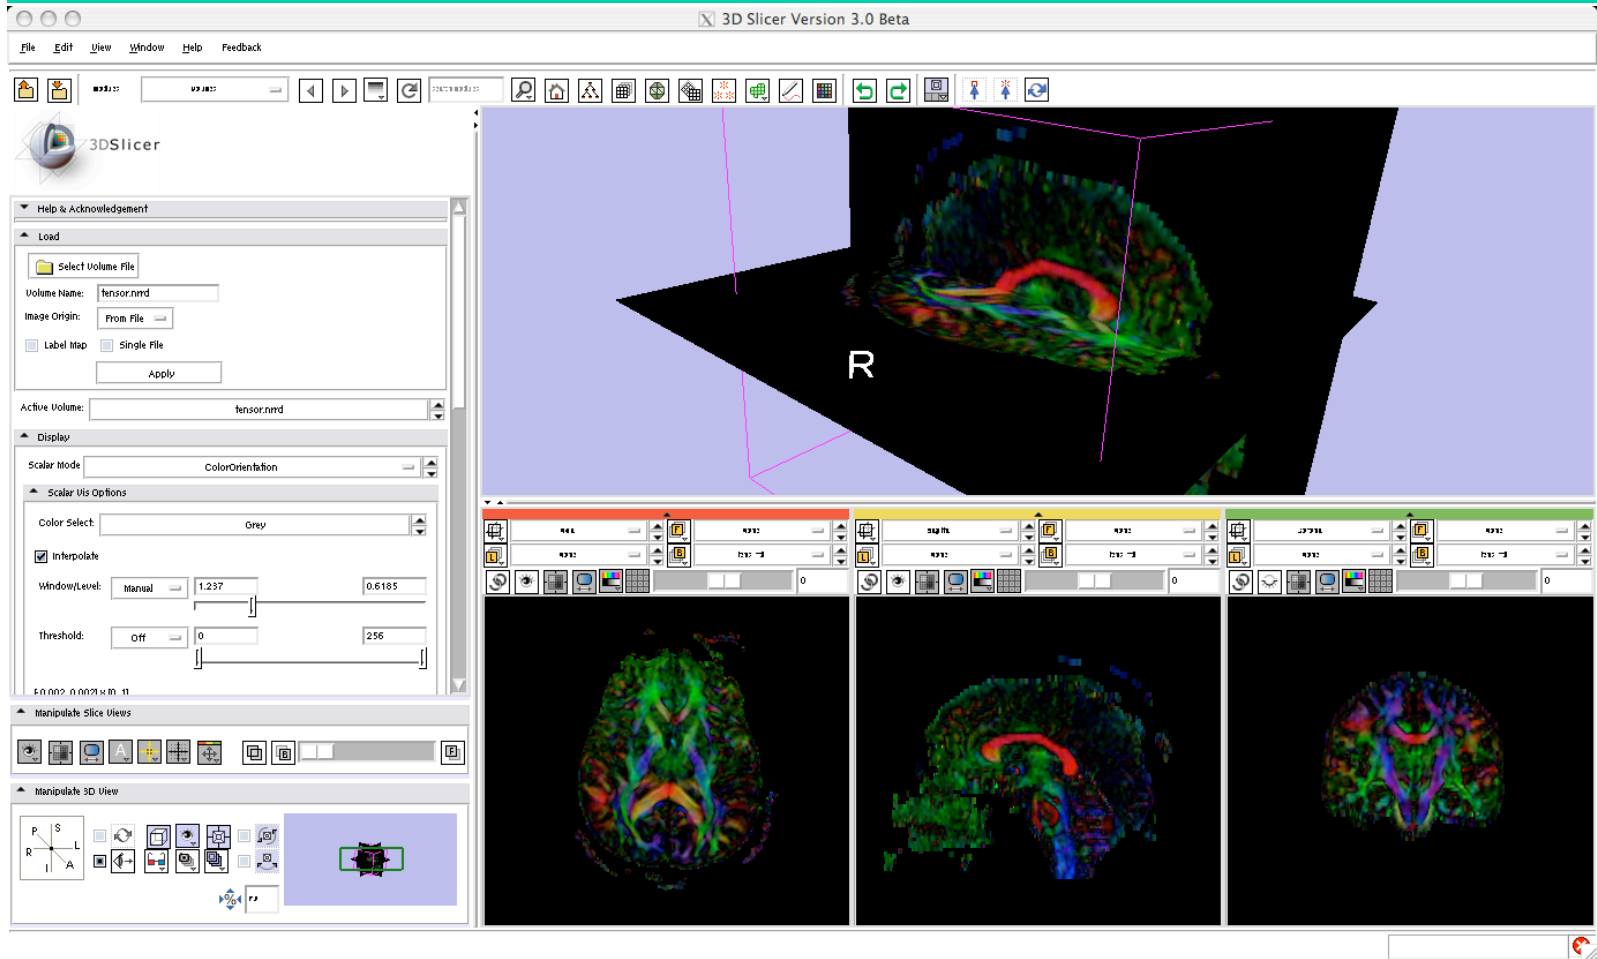 3D Slicer Version 3.0 Beta
File Edit View Window Help Feedback
3DSlicer
Help & Acknowledgement
Load
Select Volume File
Volume Name: tensor.nrrd
Image Origin: From File
Label Map Single File
Apply
Active Volume: tensor.nrrd
Display
Scalar Mode ColorOrientation
Scalar Vis Options
Color Select: Grey
Interpolate
Window/Level: Manual 1.237 0.6185
Threshold: Off 0 256
Manipulate Slice Views
A
B
F
Manipulate 3D View
P S
R L
I A
R
F
L B
0
F
L B
0
F
L B
0